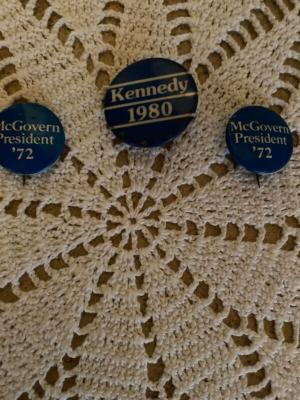 McGovern
President
'72
Kennedy
1980
McGovern
President
'72